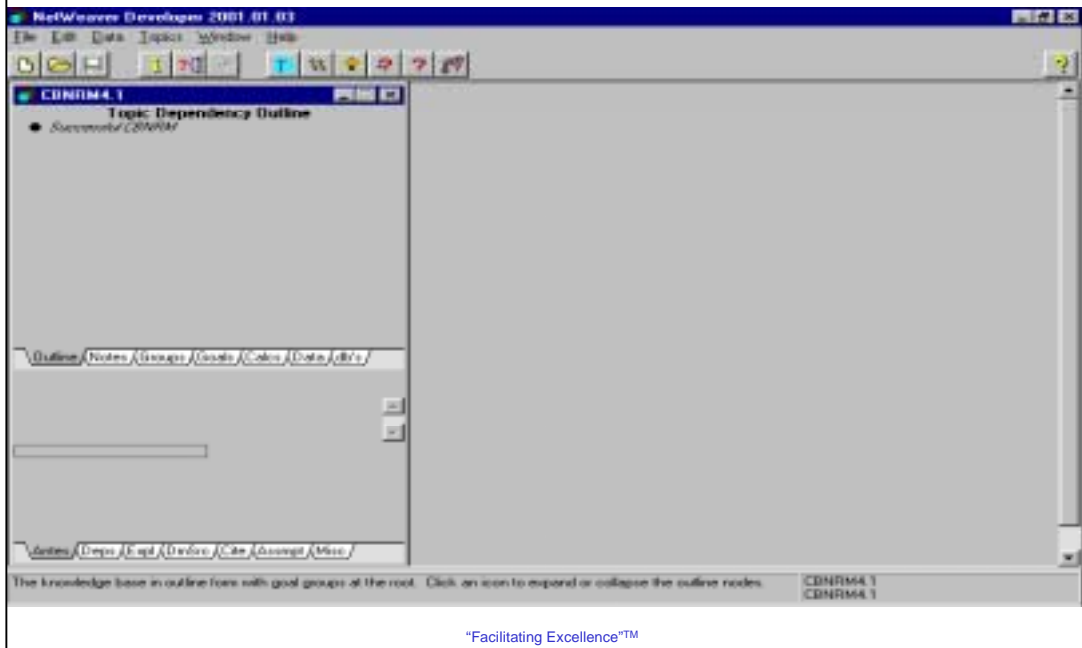 NetWeaver Developer 2001.01.03
File Edit Data Topics Window Help
CBNRM4.1
Topic Dependency Outline
Successful CBNRM
Outline Notes Groups Goals Calcs Data db's
Antes Deps Expl Cite Assmpt Misc
The knowledge base in outline form with goal groups at the root. Click an icon to expand or collapse the outline nodes.
CBNRM4.1
CBNRM4.1
"Facilitating Excellence"TM